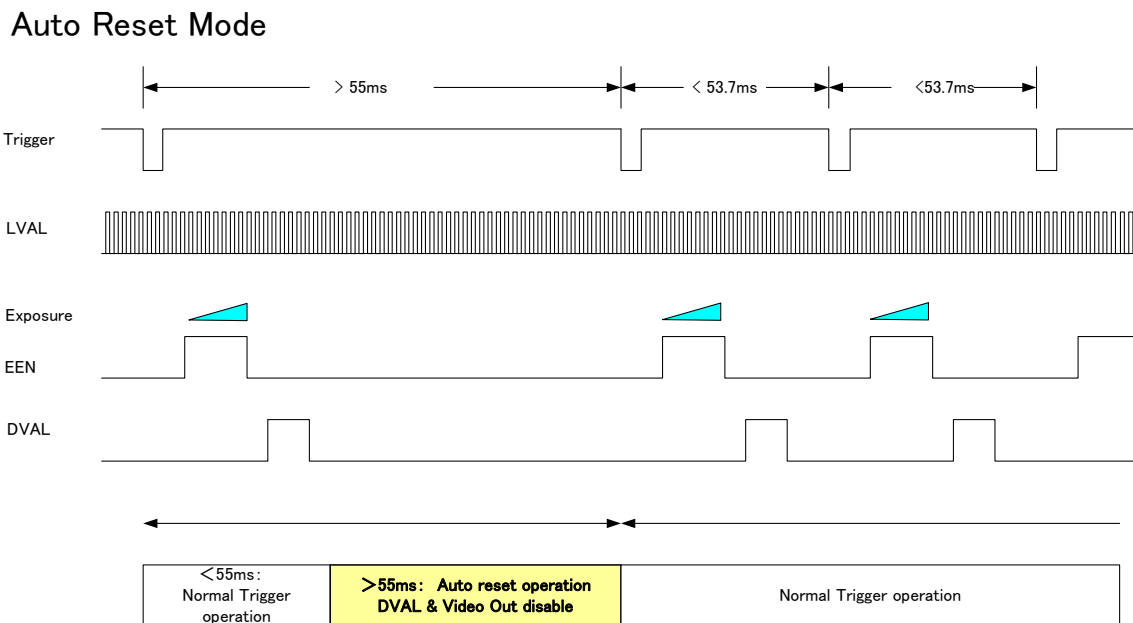 Auto Reset Mode
> 55ms
< 53.7ms
<53.7ms
Trigger
LVAL
Exposure
EEN
DVAL
<55ms:
Normal Trigger
operation
>55ms: Auto reset operation
DVAL & Video Out disable
Normal Trigger operation